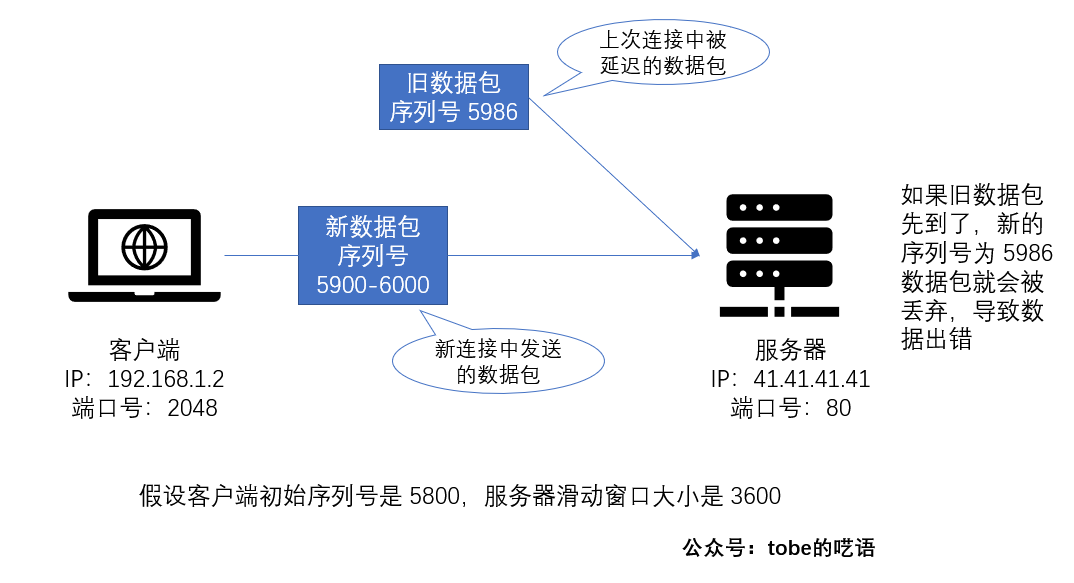 上次连接中被
延迟的数据包
旧数据包
序列号 5986
新数据包
序列号
5900-6000
新连接中发送
的数据包
客户端
IP：192.168.1.2
端口号：2048
服务器
IP：41.41.41.41
端口号：80
如果旧数据包
先到了，新的
序列号为 5986
数据包就会被
丢弃，导致数
据出错
假设客户端初始序列号是 5800，服务器滑动窗口大小是 3600
公众号：tobe的呓语